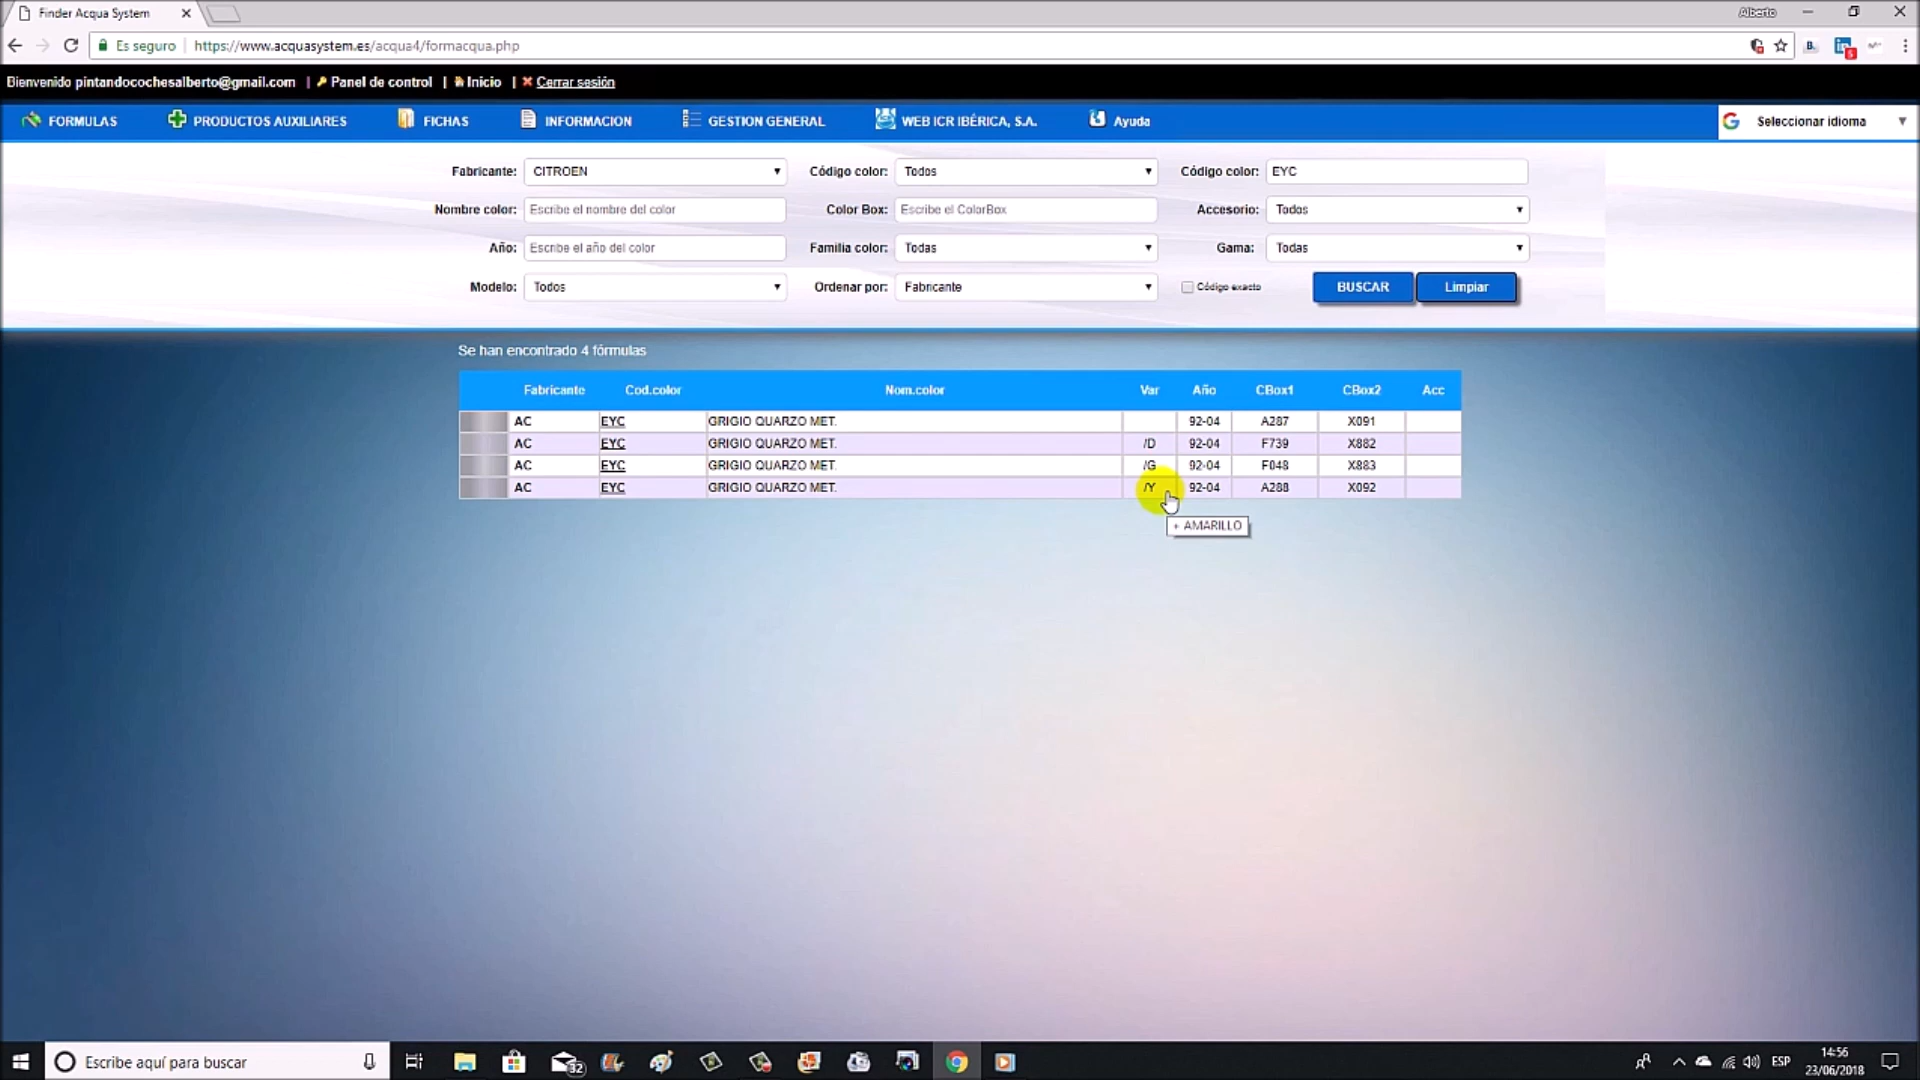 Finder Acqua System
Alberto
Es seguro | https://www.acquasystem.es/acqua4/formacqua.php
Bienvenido pintandocochesalberto@gmail.com | Panel de control | Inicio | Cerrar sesión
FORMULAS PRODUCTOS AUXILIARES FICHAS INFORMACION GESTION GENERAL WEB ICR IBÉRICA, S.A. Ayuda Seleccionar idioma
Fabricante: CITROEN Código color: Todos Código color: EYC
Nombre color: Escribe el nombre del color Color Box: Escribe el ColorBox Accesorio: Todos
Año: Escribe el año del color Familia color: Todas Gama: Todas
Modelo: Todos Ordenar por: Fabricante Código exacto BUSCAR Limpiar
Se han encontrado 4 fórmulas
Fabricante Cod.color Nom.color Var Año CBox1 CBox2 Acc
AC EYC GRIGIO QUARZO MET. 92-04 A287 X091
AC EYC GRIGIO QUARZO MET. /D 92-04 F739 X882
AC EYC GRIGIO QUARZO MET. /G 92-04 F048 X883
AC EYC GRIGIO QUARZO MET. /Y 92-04 A288 X092
+ AMARILLO
Escribe aquí para buscar
32
ESP
14:56
23/06/2018